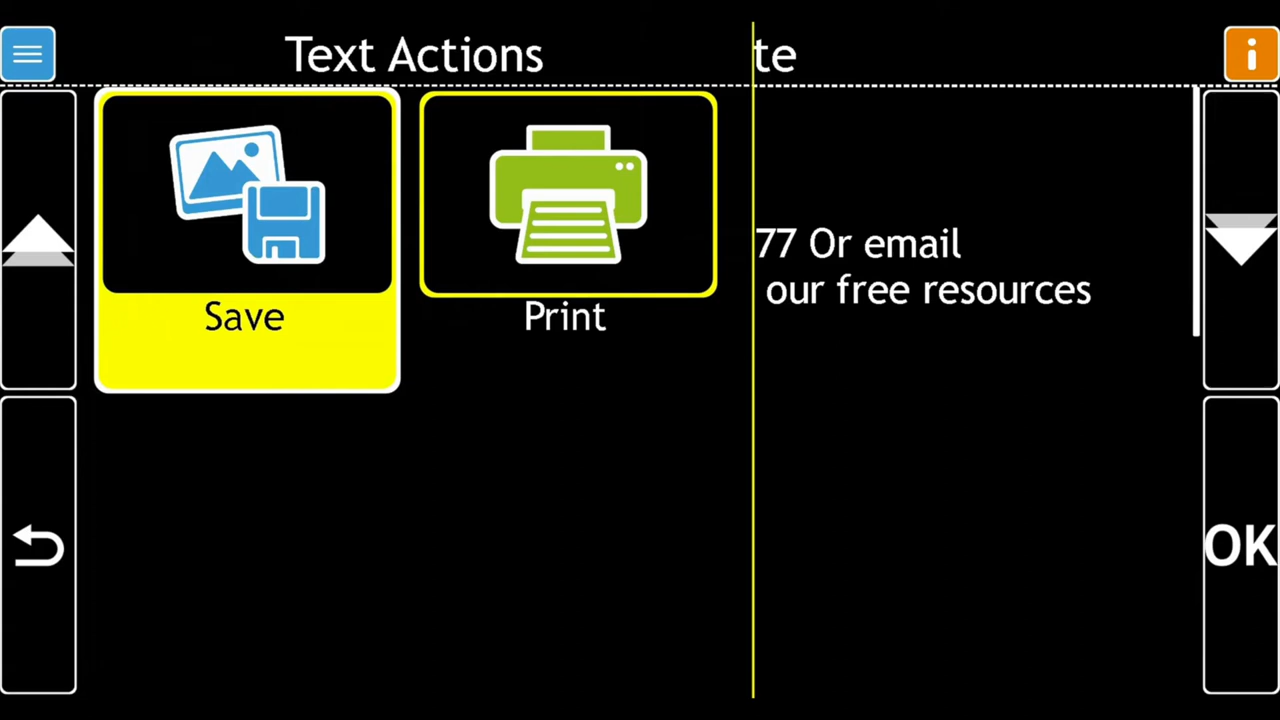 Text Actions
te
Save
Print
77 Or email
our free resources
OK